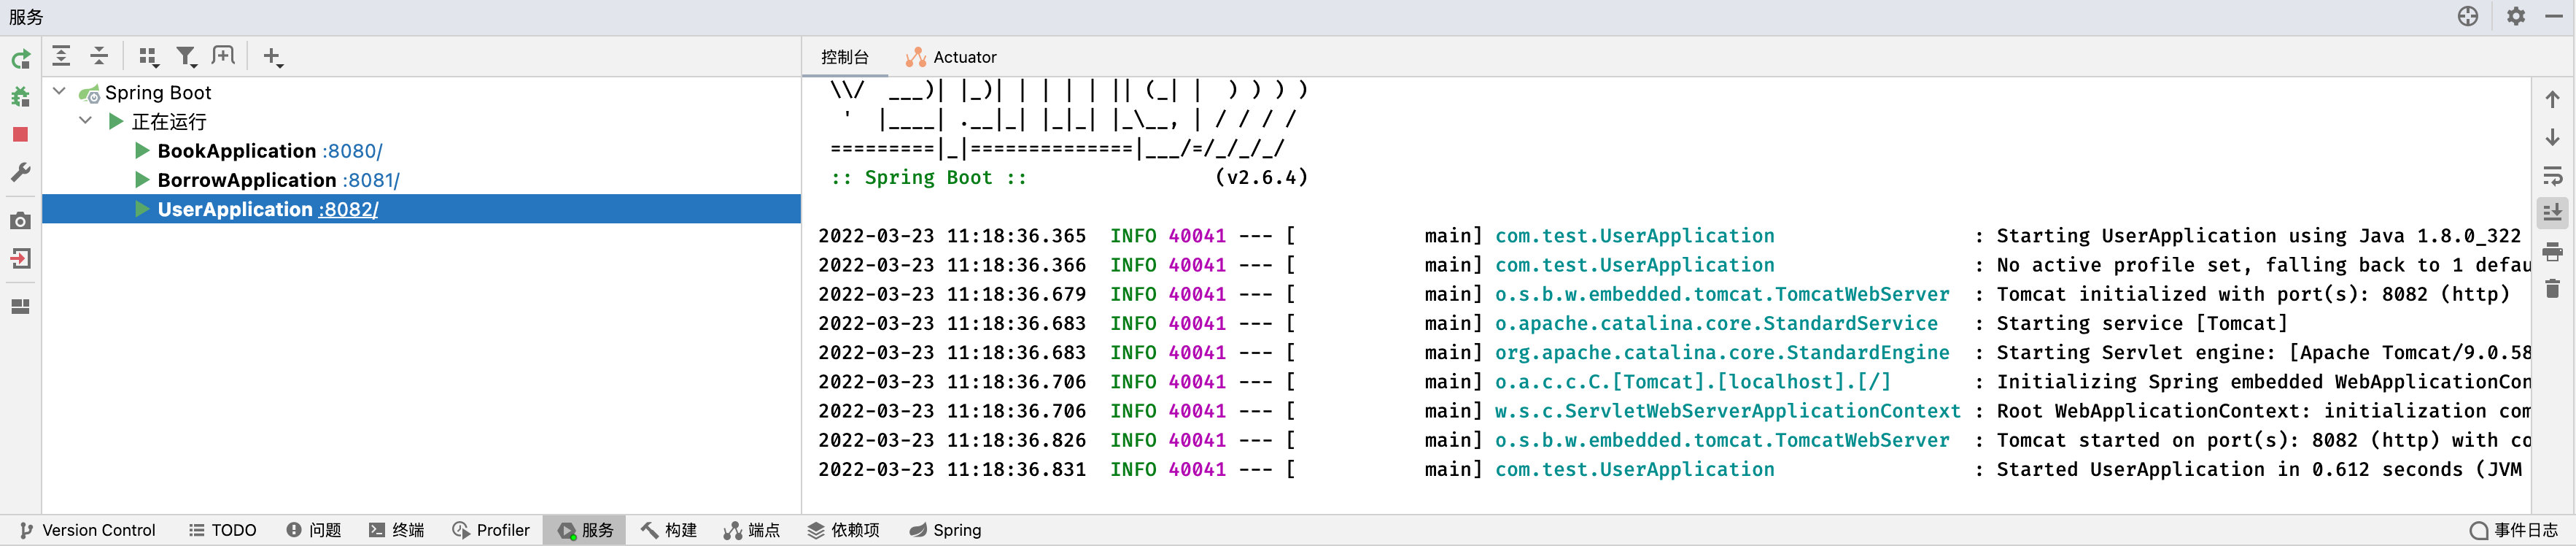 服务
控制台 Actuator
Spring Boot
正在运行
BookApplication :8080/
BorrowApplication :8081/
UserApplication :8082/
\\/  ___)| |_)| | | | | || (_| |  ) ) ) )
'  |____| .__|_| |_|_| |_\__, | / / / /
=========|_|==============|___/=/_/_/_/
:: Spring Boot ::                (v2.6.4)
2022-03-23 11:18:36.365  INFO 40041 --- [           main] com.test.UserApplication                 : Starting UserApplication using Java 1.8.0_322
2022-03-23 11:18:36.366  INFO 40041 --- [           main] com.test.UserApplication                 : No active profile set, falling back to 1 defau
2022-03-23 11:18:36.679  INFO 40041 --- [           main] o.s.b.w.embedded.tomcat.TomcatWebServer  : Tomcat initialized with port(s): 8082 (http)
2022-03-23 11:18:36.683  INFO 40041 --- [           main] o.apache.catalina.core.StandardService   : Starting service [Tomcat]
2022-03-23 11:18:36.683  INFO 40041 --- [           main] org.apache.catalina.core.StandardEngine  : Starting Servlet engine: [Apache Tomcat/9.0.58
2022-03-23 11:18:36.706  INFO 40041 --- [           main] o.a.c.c.C.[Tomcat].[localhost].[/]       : Initializing Spring embedded WebApplicationCon
2022-03-23 11:18:36.706  INFO 40041 --- [           main] w.s.c.ServletWebServerApplicationContext : Root WebApplicationContext: initialization com
2022-03-23 11:18:36.826  INFO 40041 --- [           main] o.s.b.w.embedded.tomcat.TomcatWebServer  : Tomcat started on port(s): 8082 (http) with co
2022-03-23 11:18:36.831  INFO 40041 --- [           main] com.test.UserApplication                 : Started UserApplication in 0.612 seconds (JVM
Version Control TODO 问题 终端 Profiler 服务 构建 端点 依赖项 Spring 事件日志